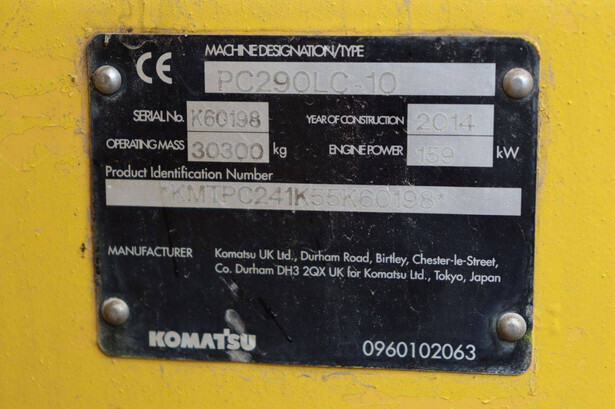 CE
MACHINE DESIGNATION/TYPE
PC290LC-10
SERIAL No. K60198 YEAR OF CONSTRUCTION 2014
OPERATING MASS 30300 kg ENGINE POWER 159 kW
Product Identification Number
*KMTPC241K55K60198*
MANUFACTURER Komatsu UK Ltd., Durham Road, Birtley, Chester-le-Street,
Co. Durham DH3 2QX UK for Komatsu Ltd., Tokyo, Japan
KOMATSU 0960102063